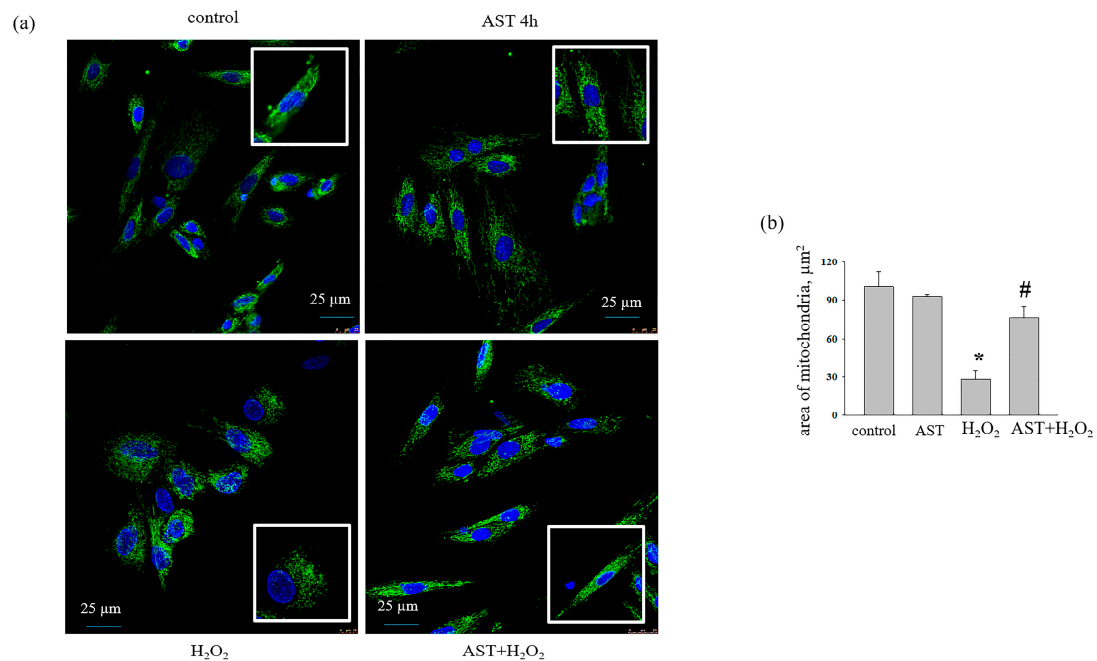 (a)
control
AST 4h
25 µm
25 µm
25 µm
25 µm
H₂O₂
AST+H₂O₂
(b)
area of mitochondria, µm²
120
90
60
30
0
*
#
control AST H₂O₂ AST+H₂O₂